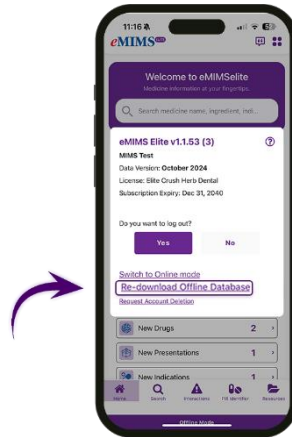 11:16
eMIMS elite
Welcome to eMIMSelite
Medicine information at your fingertips.
Search medicine name, ingredient, indi...
eMIMS Elite v1.1.53 (3)
MIMS Test
Data Version: October 2024
License: Elite Crush Herb Dental
Subscription Expiry: Dec 31, 2040
Do you want to log out?
Yes No
Switch to Online mode
Re-download Offline Database
Request Account Deletion
New Drugs 2
New Presentations 1
New Indications 1
Home Search Interactions Pill Identifier Resources
Offline Mode